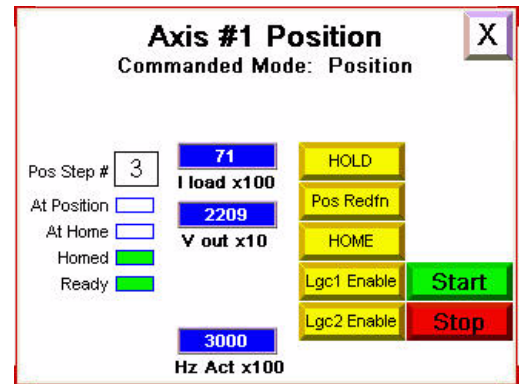 Axis #1 Position
X
Commanded Mode: Position
Pos Step # 3
At Position
At Home
Homed
Ready
71
I load x100
2209
V out x10
3000
Hz Act x100
HOLD
Pos Redfn
HOME
Lgc1 Enable
Start
Lgc2 Enable
Stop